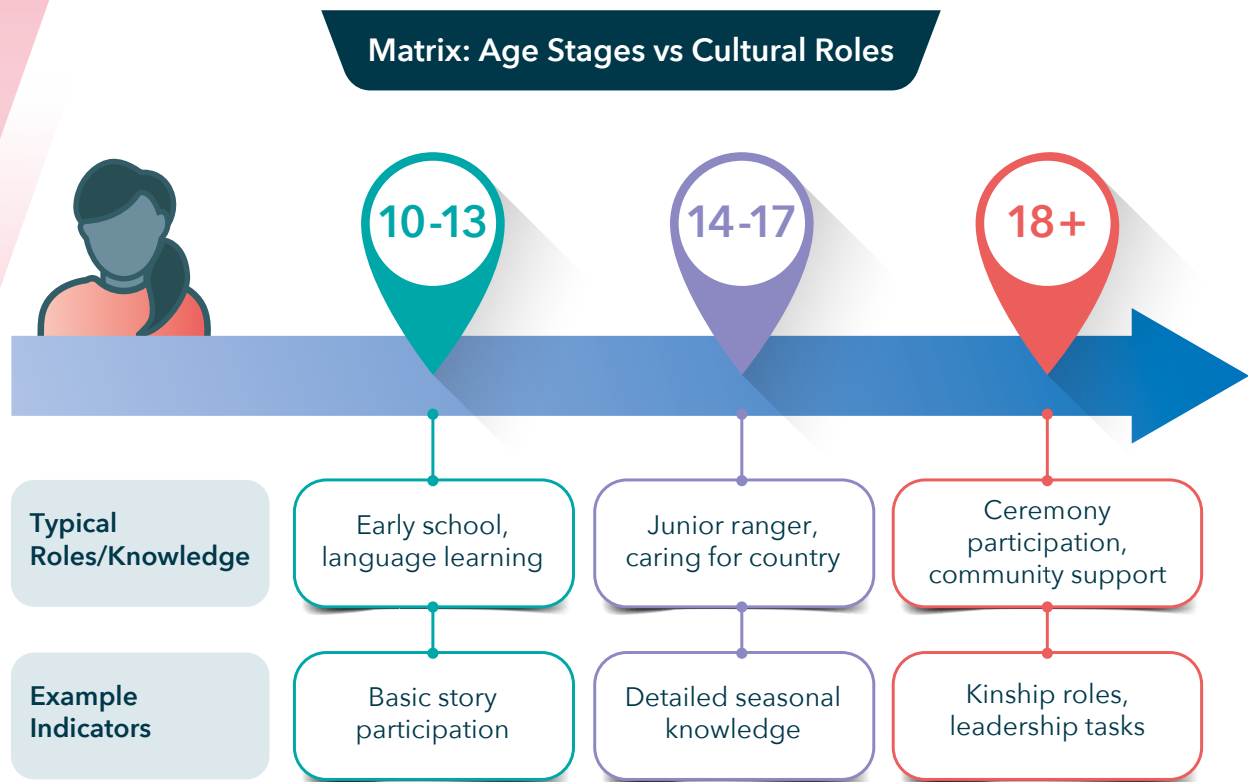 Matrix: Age Stages vs Cultural Roles
10-13
14-17
18+
Typical
Roles/Knowledge
Early school,
language learning
Junior ranger,
caring for country
Ceremony
participation,
community support
Example
Indicators
Basic story
participation
Detailed seasonal
knowledge
Kinship roles,
leadership tasks